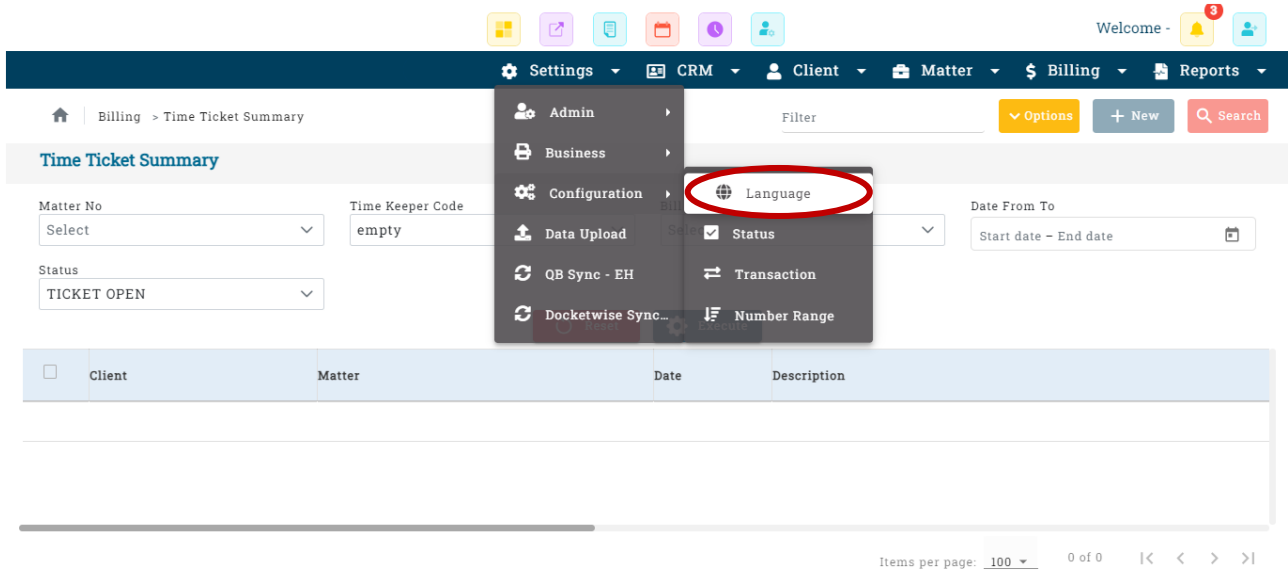 3
Welcome -
Settings CRM Client Matter Billing Reports
Billing > Time Ticket Summary
Filter
Options
New
Search
Time Ticket Summary
Admin
Business
Configuration
Data Upload
QB Sync - EH
Docketwise Sync...
Language
Status
Transaction
Number Range
Matter No
Select
Time Keeper Code
empty
Date From To
Start date – End date
Status
TICKET OPEN
Reset
Execute
Client Matter Date Description
Items per page: 100
0 of 0